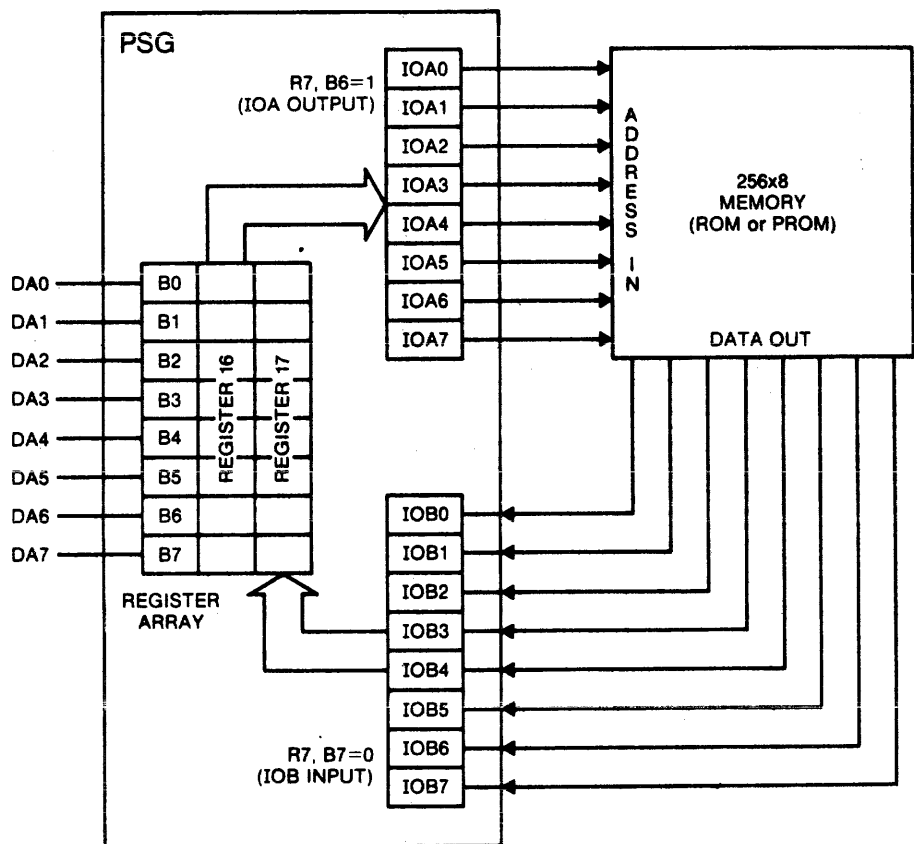 PSG
R7, B6=1
(IOA OUTPUT)
IOA0
IOA1
IOA2
IOA3
IOA4
IOA5
IOA6
IOA7
ADDRESS IN
256x8
MEMORY
(ROM or PROM)
DATA OUT
DA0
DA1
DA2
DA3
DA4
DA5
DA6
DA7
B0
B1
B2
B3
B4
B5
B6
B7
REGISTER 16
REGISTER 17
REGISTER
ARRAY
IOB0
IOB1
IOB2
IOB3
IOB4
IOB5
IOB6
IOB7
R7, B7=0
(IOB INPUT)